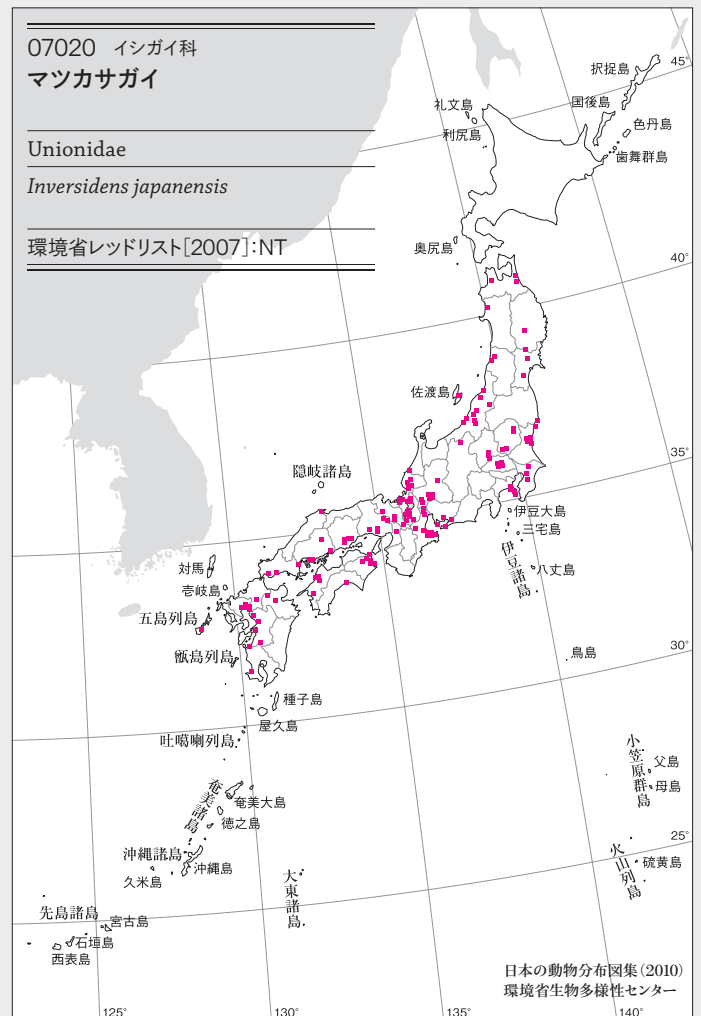 07020 イシガイ科
マツカサガイ
Unionidae
Inversidens japanensis
環境省レッドリスト[2007]:NT
択捉島
45°
礼文島
国後島
利尻島
色丹島
歯舞群島
奥尻島
40°
佐渡島
35°
隠岐諸島
伊豆大島
三宅島
伊豆諸島
八丈島
対馬
壱岐島
五島列島
甑島列島
鳥島
30°
種子島
屋久島
吐噶喇列島
小笠原群島
父島
母島
奄美諸島
奄美大島
徳之島
25°
沖縄諸島
沖縄島
久米島
火山列島
硫黄島
大東諸島
先島諸島
宮古島
石垣島
西表島
日本の動物分布図集(2010)
環境省生物多様性センター
125°
130°
135°
140°